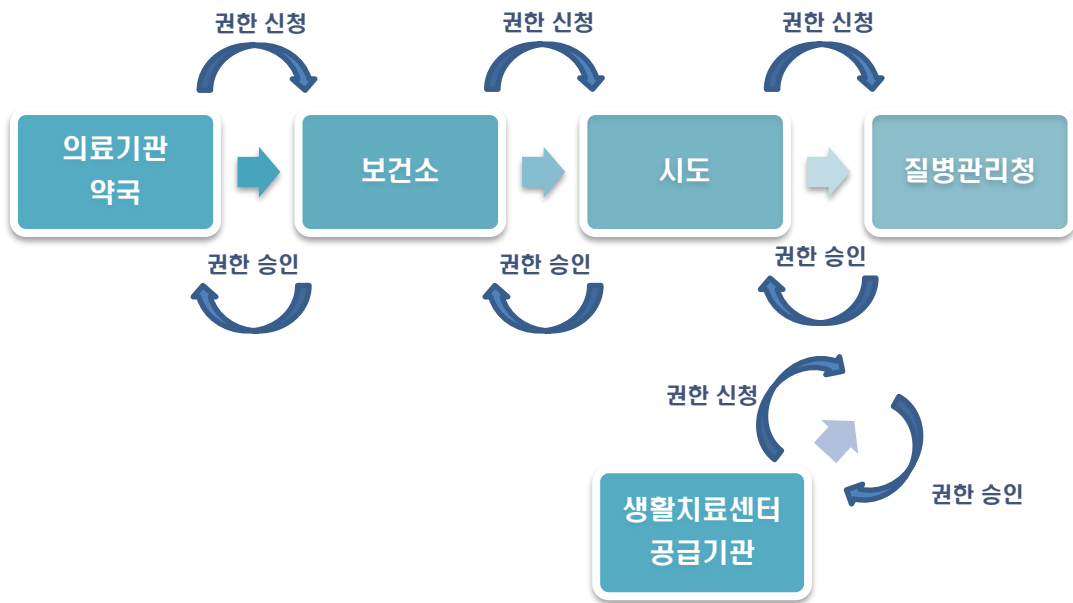 권한 신청
권한 신청
권한 신청
의료기관
약국
보건소
시도
질병관리청
권한 승인
권한 승인
권한 승인
권한 신청
생활치료센터
공급기관
권한 승인